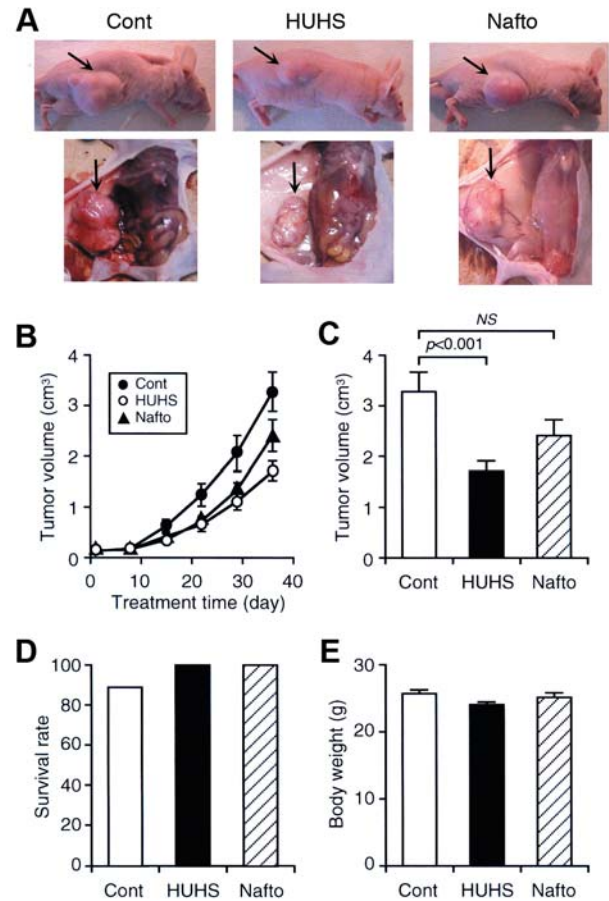 A
Cont HUHS Nafto
B
Tumor volume (cm³)
4
3
2
1
0
Cont
HUHS
Nafto
0 10 20 30 40
Treatment time (day)
C
NS
p<0.001
Tumor volume (cm³)
4
3
2
1
0
Cont HUHS Nafto
D
Survival rate
100
80
60
40
20
0
Cont HUHS Nafto
E
Body weight (g)
30
20
10
0
Cont HUHS Nafto